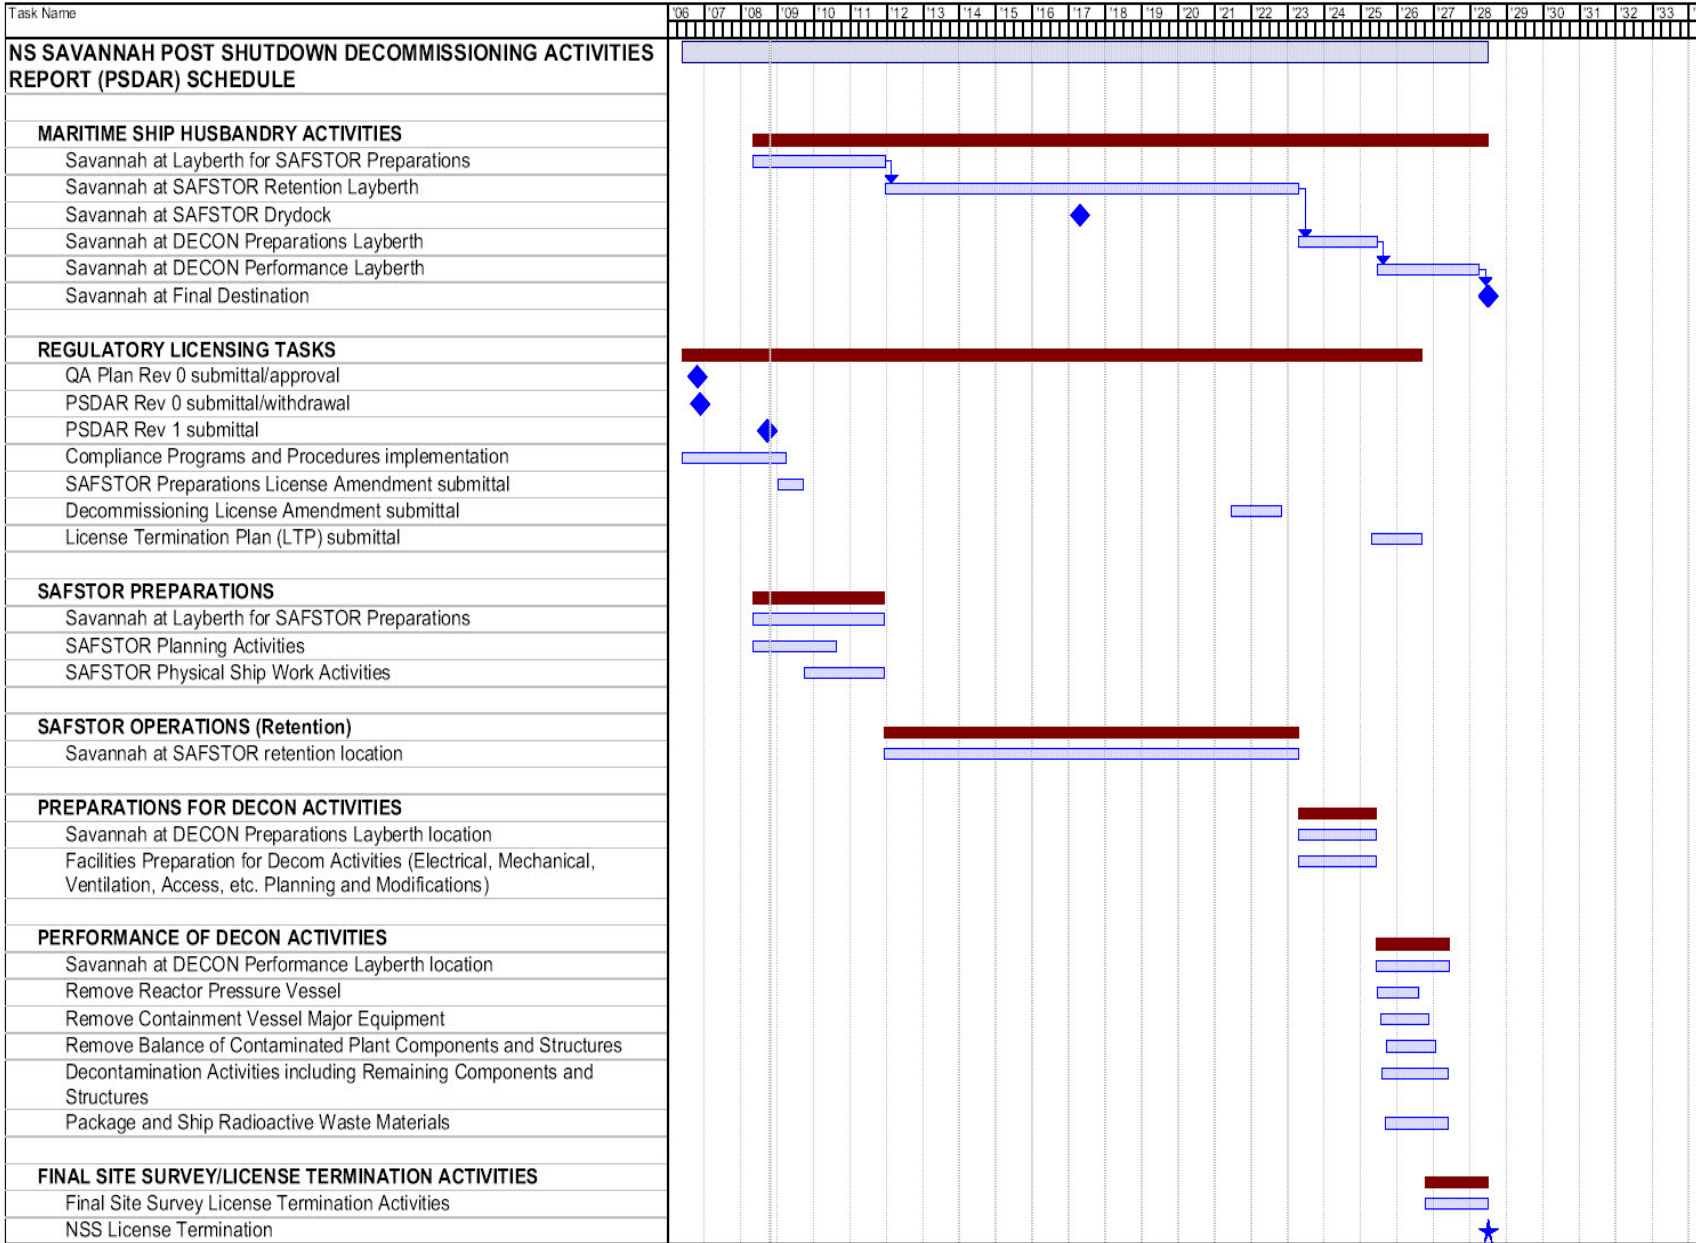 Task Name '06 '07 '08 '09 '10 '11 '12 '13 '14 '15 '16 '17 '18 '19 '20 '21 '22 '23 '24 '25 '26 '27 '28 '29 '30 '31 '32 '33
NS SAVANNAH POST SHUTDOWN DECOMMISSIONING ACTIVITIES
REPORT (PSDAR) SCHEDULE
MARITIME SHIP HUSBANDRY ACTIVITIES
Savannah at Layberth for SAFSTOR Preparations
Savannah at SAFSTOR Retention Layberth
Savannah at SAFSTOR Drydock
Savannah at DECON Preparations Layberth
Savannah at DECON Performance Layberth
Savannah at Final Destination
REGULATORY LICENSING TASKS
QA Plan Rev 0 submittal/approval
PSDAR Rev 0 submittal/withdrawal
PSDAR Rev 1 submittal
Compliance Programs and Procedures implementation
SAFSTOR Preparations License Amendment submittal
Decommissioning License Amendment submittal
License Termination Plan (LTP) submittal
SAFSTOR PREPARATIONS
Savannah at Layberth for SAFSTOR Preparations
SAFSTOR Planning Activities
SAFSTOR Physical Ship Work Activities
SAFSTOR OPERATIONS (Retention)
Savannah at SAFSTOR retention location
PREPARATIONS FOR DECON ACTIVITIES
Savannah at DECON Preparations Layberth location
Facilities Preparation for Decom Activities (Electrical, Mechanical,
Ventilation, Access, etc. Planning and Modifications)
PERFORMANCE OF DECON ACTIVITIES
Savannah at DECON Performance Layberth location
Remove Reactor Pressure Vessel
Remove Containment Vessel Major Equipment
Remove Balance of Contaminated Plant Components and Structures
Decontamination Activities including Remaining Components and
Structures
Package and Ship Radioactive Waste Materials
FINAL SITE SURVEY/LICENSE TERMINATION ACTIVITIES
Final Site Survey License Termination Activities
NSS License Termination